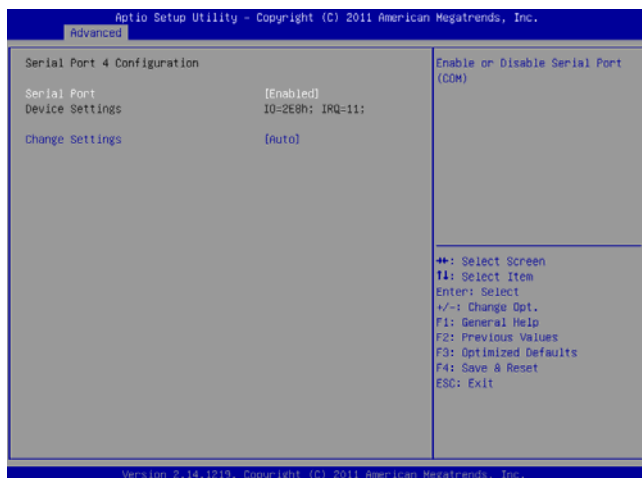 Aptio Setup Utility - Copyright (C) 2011 American Megatrends, Inc.
Advanced
Serial Port 4 Configuration
Serial Port [Enabled]
Device Settings IO=2E8h; IRQ=11;
Change Settings [Auto]
Enable or Disable Serial Port
(COM)
→←: Select Screen
↑↓: Select Item
Enter: Select
+/-: Change Opt.
F1: General Help
F2: Previous Values
F3: Optimized Defaults
F4: Save & Reset
ESC: Exit
Version 2.14.1219. Copyright (C) 2011 American Megatrends, Inc.